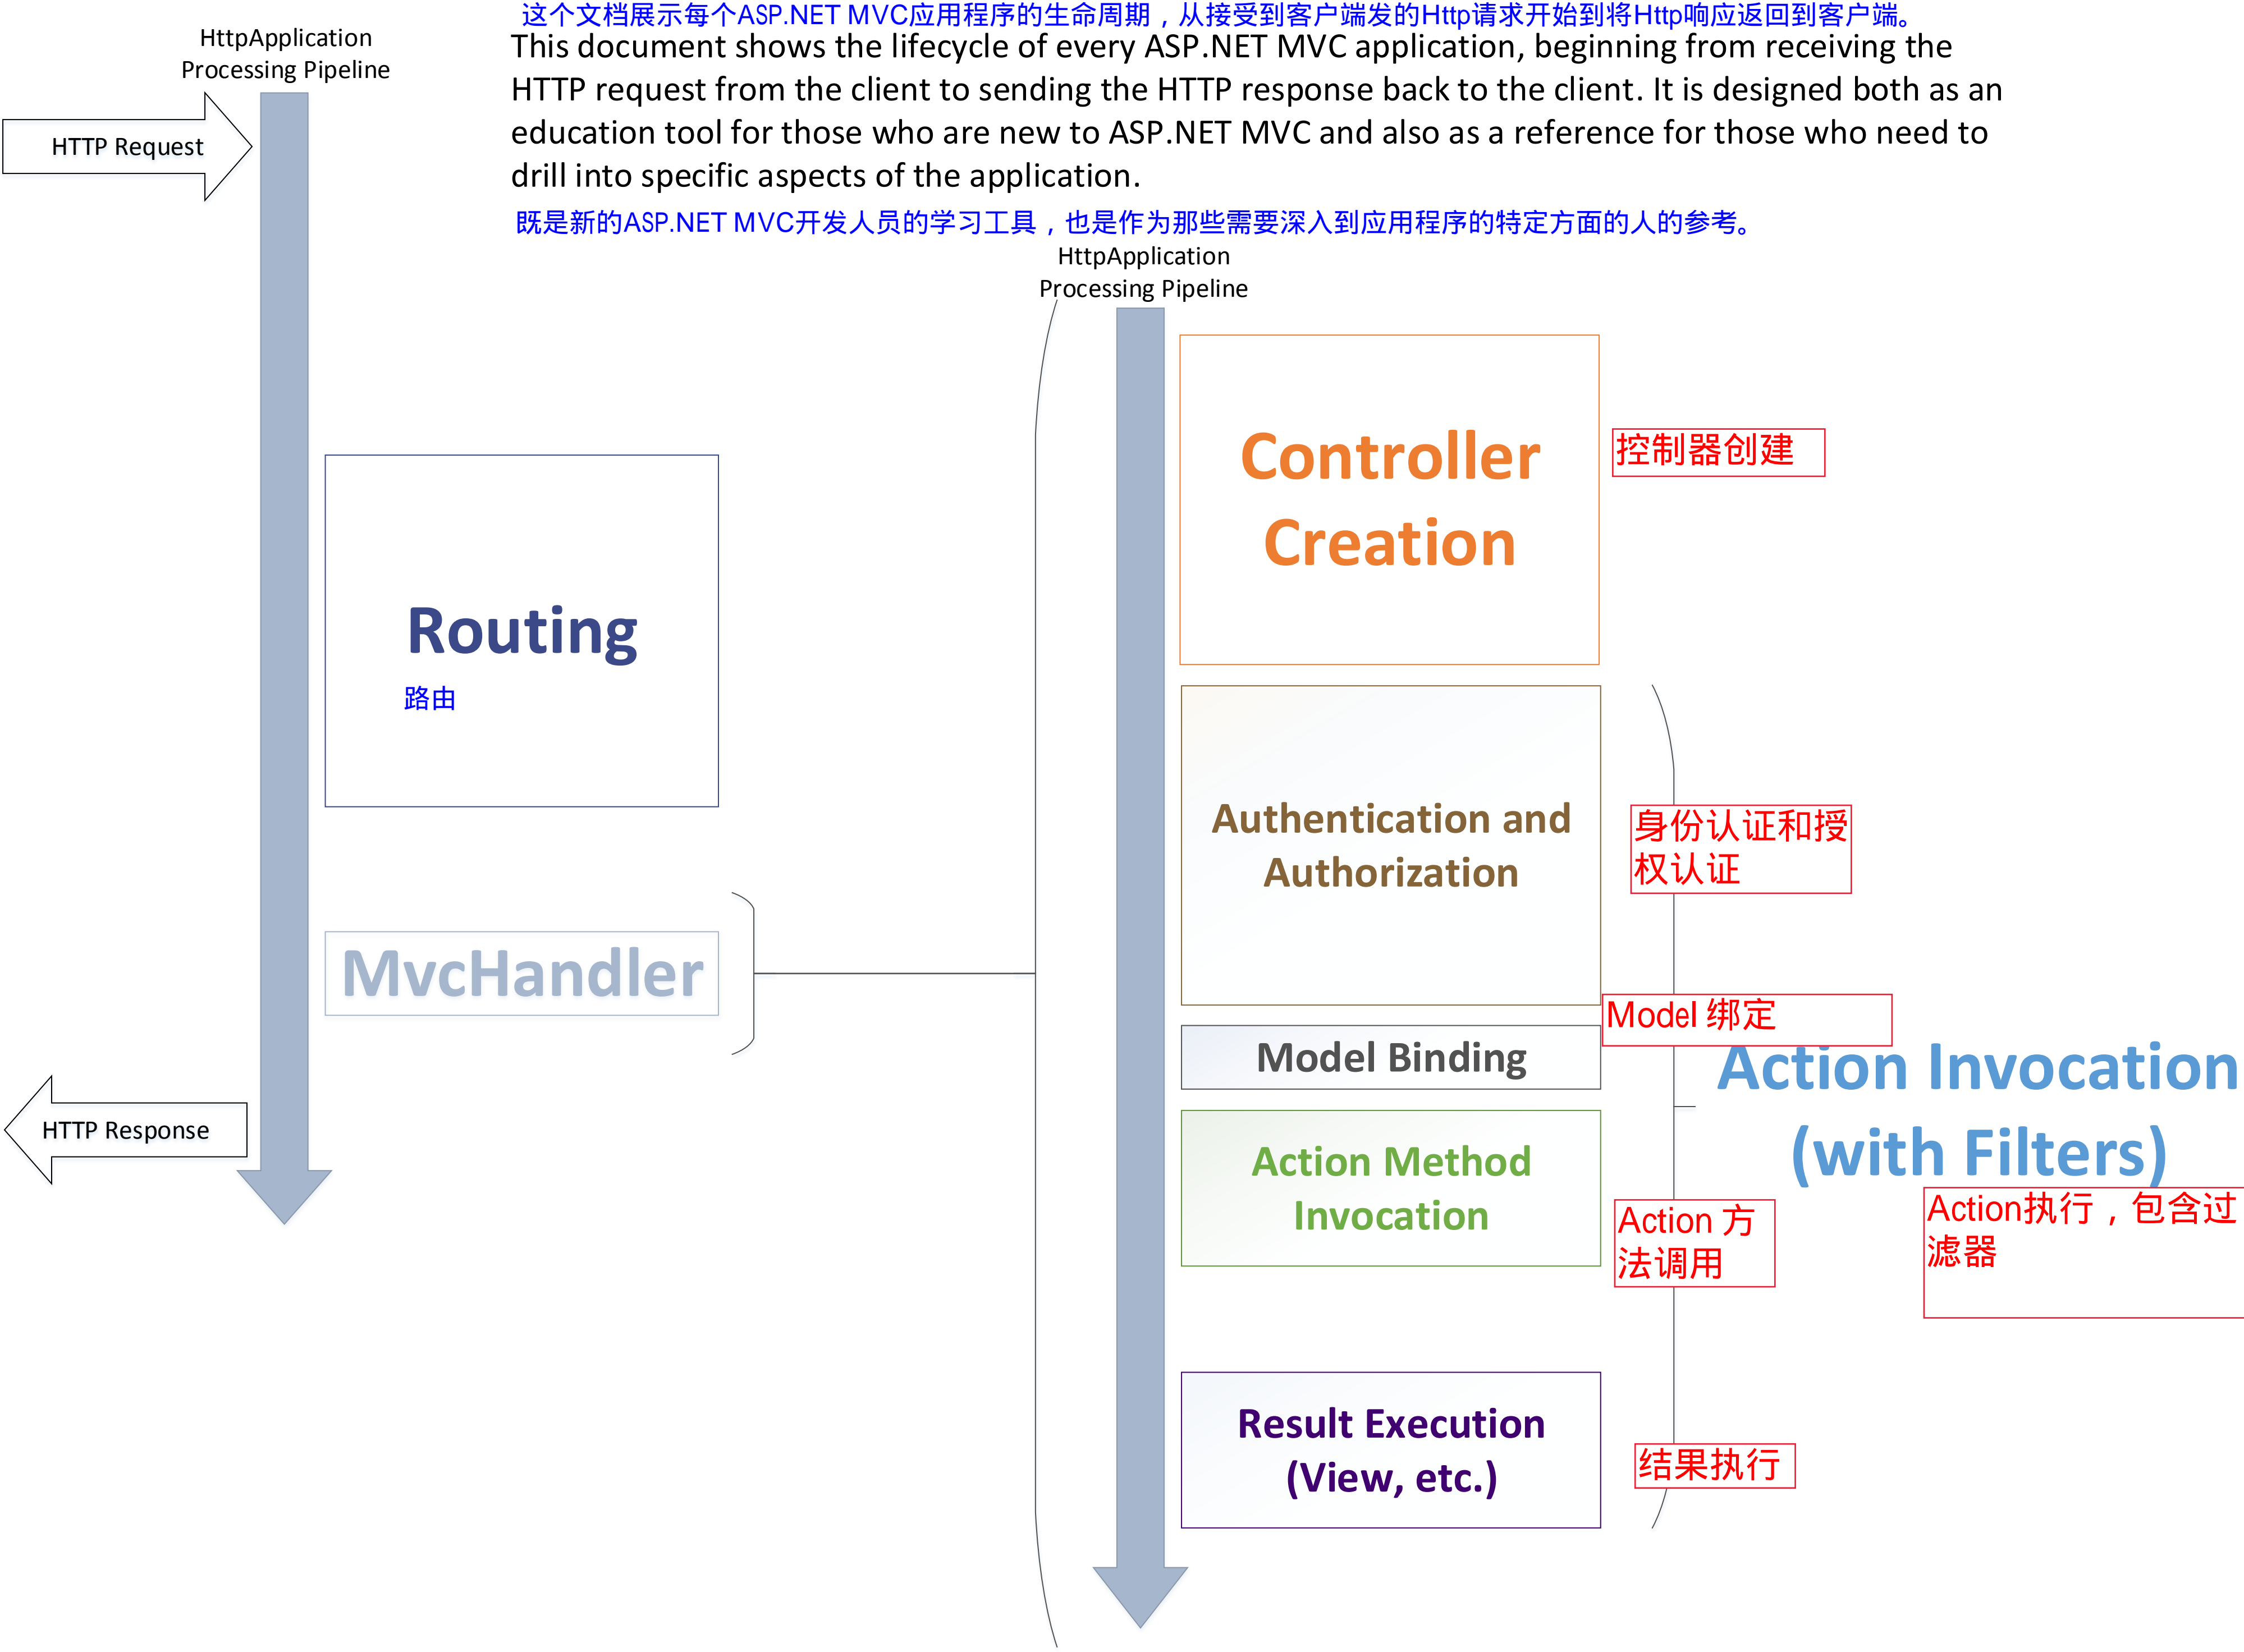 这个文档展示每个ASP.NET MVC应用程序的生命周期，从接受到客户端发的Http请求开始到将Http响应返回到客户端。
This document shows the lifecycle of every ASP.NET MVC application, beginning from receiving the
HTTP request from the client to sending the HTTP response back to the client. It is designed both as an
education tool for those who are new to ASP.NET MVC and also as a reference for those who need to
drill into specific aspects of the application.
既是新的ASP.NET MVC开发人员的学习工具，也是作为那些需要深入到应用程序的特定方面的人的参考。
HttpApplication
Processing Pipeline
HTTP Request
Routing
路由
MvcHandler
HTTP Response
HttpApplication
Processing Pipeline
Controller
Creation
控制器创建
Authentication and
Authorization
身份认证和授
权认证
Model Binding
Model 绑定
Action Method
Invocation
Action 方
法调用
Result Execution
(View, etc.)
结果执行
Action Invocation
(with Filters)
Action执行，包含过
滤器